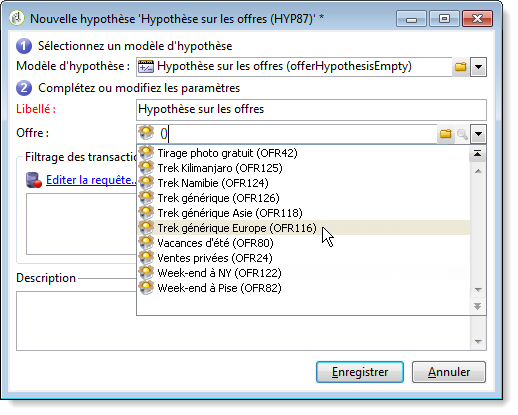 Nouvelle hypothèse 'Hypothèse sur les offres (HYP87)' *
1 Sélectionnez un modèle d'hypothèse
Modèle d'hypothèse : Hypothèse sur les offres (offerHypothesisEmpty)
2 Complétez ou modifiez les paramètres
Libellé : Hypothèse sur les offres
Offre : ()
Filtrage des transactio
Editer la requête..
Tirage photo gratuit (OFR42)
Trek Kilimanjaro (OFR125)
Trek Namibie (OFR124)
Trek générique (OFR126)
Trek générique Asie (OFR118)
Trek générique Europe (OFR116)
Vacances d'été (OFR80)
Ventes privées (OFR24)
Week-end à NY (OFR122)
Week-end à Pise (OFR82)
Description
Enregistrer Annuler